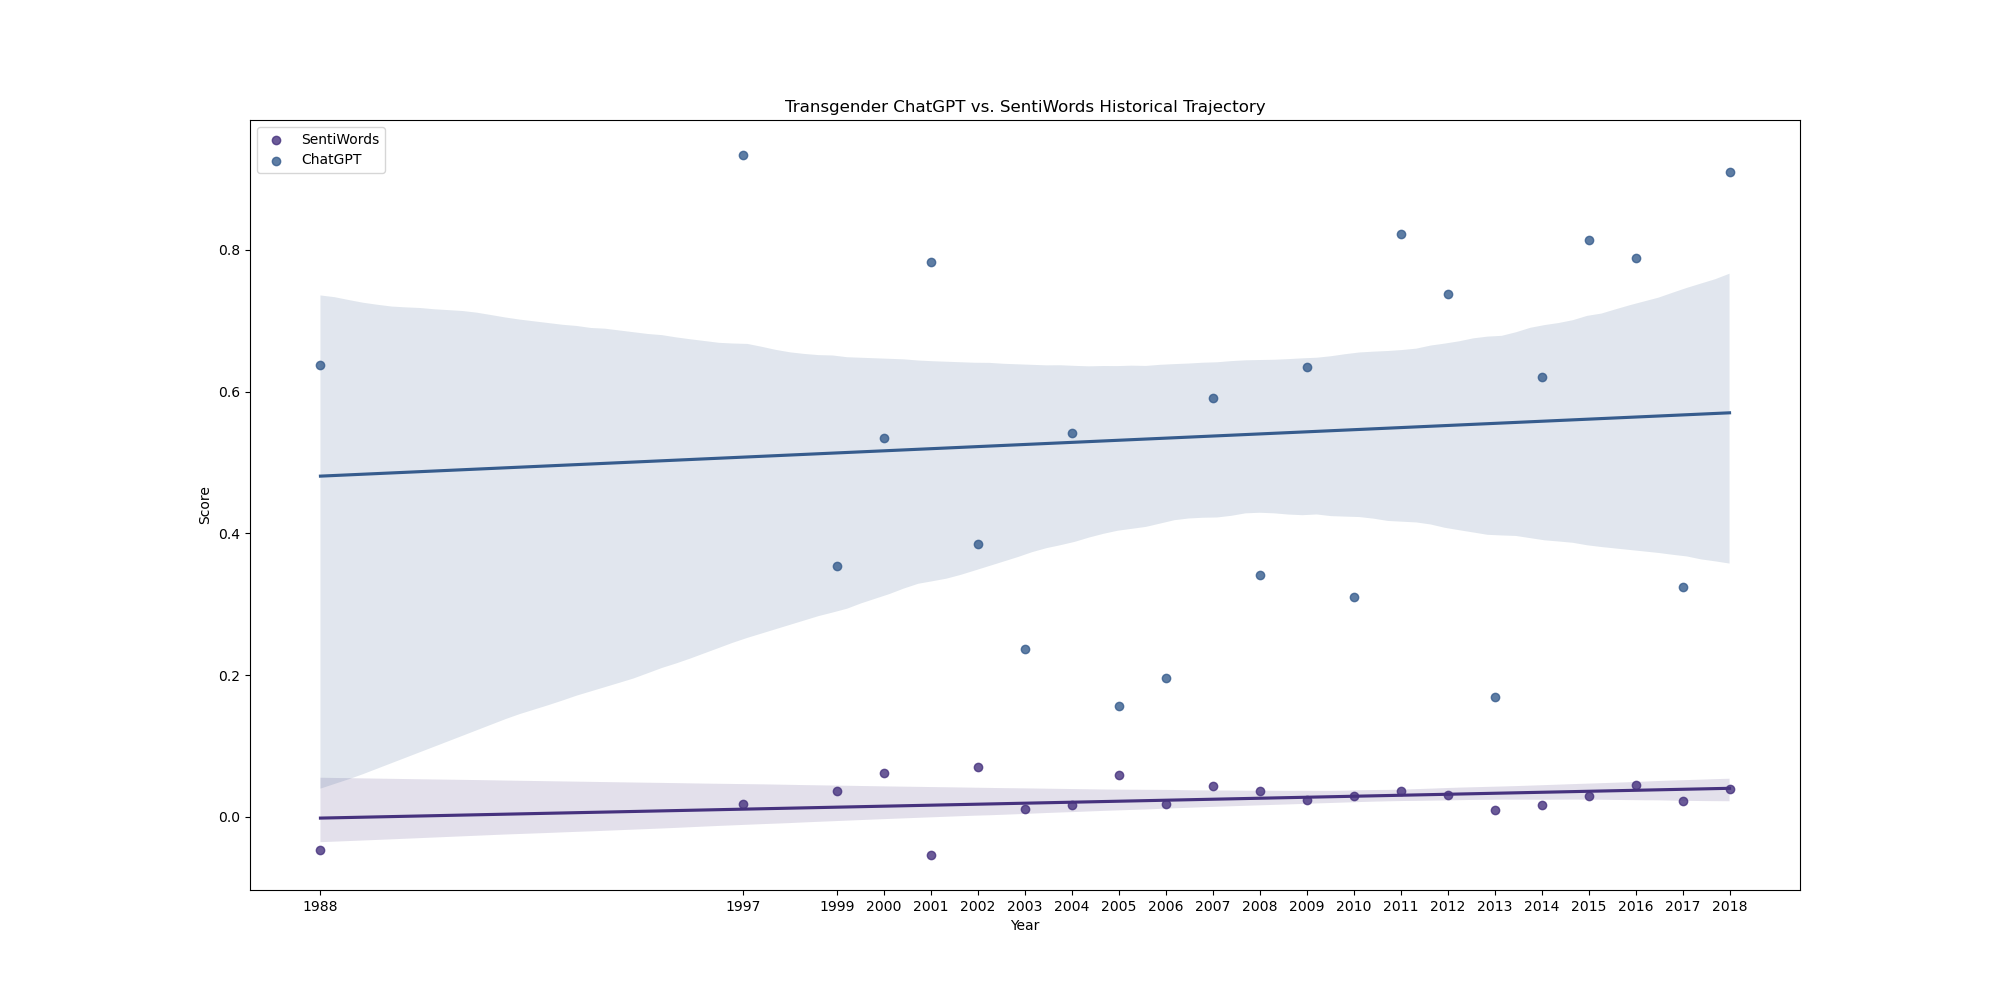 Transgender ChatGPT vs. SentiWords Historical Trajectory
SentiWords
ChatGPT
0.8
0.6
0.4
0.2
0.0
Score
1988 1997 1999 2000 2001 2002 2003 2004 2005 2006 2007 2008 2009 2010 2011 2012 2013 2014 2015 2016 2017 2018
Year